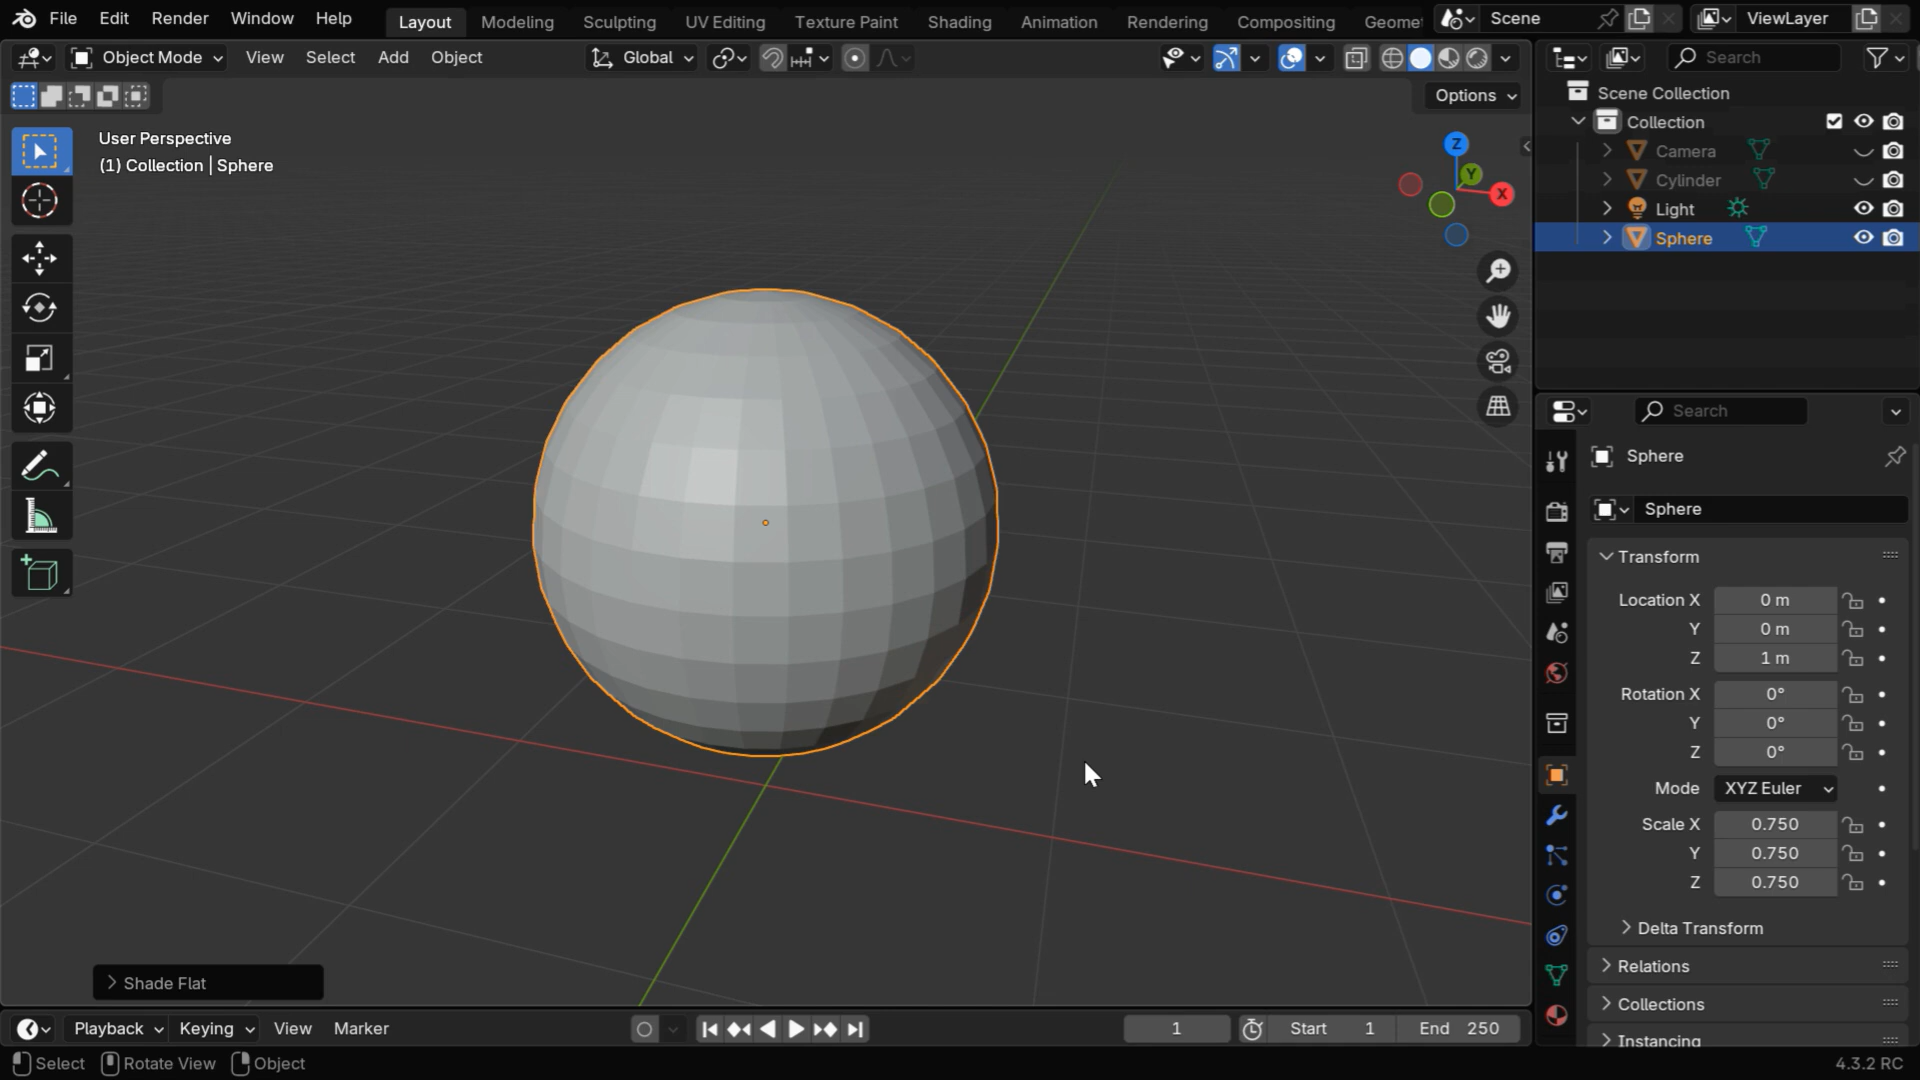 File Edit Render Window Help Layout Modeling Sculpting UV Editing Texture Paint Shading Animation Rendering Compositing Geome Scene ViewLayer
Object Mode View Select Add Object Global Search
Options
Scene Collection
Collection
User Perspective
Camera
(1) Collection | Sphere
Cylinder
Light
Sphere
Z
Y
X
Search
Sphere
Sphere
Transform
Location X 0 m
Y 0 m
Z 1 m
Rotation X 0°
Y 0°
Z 0°
Mode XYZ Euler
Scale X 0.750
Y 0.750
Z 0.750
Delta Transform
Relations
Collections
Instancing
Shade Flat
Playback Keying View Marker 1 Start 1 End 250
Select Rotate View Object 4.3.2 RC